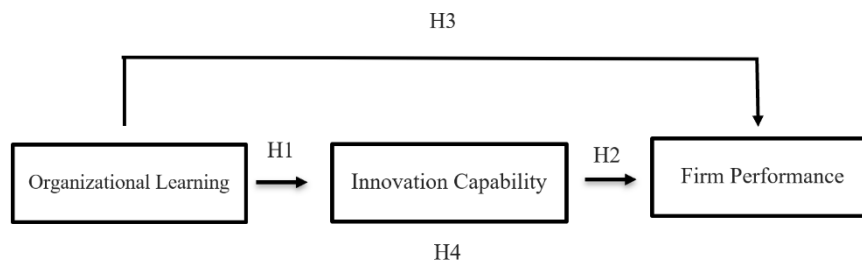 H3
H1
H2
Organizational Learning
Innovation Capability
Firm Performance
H4